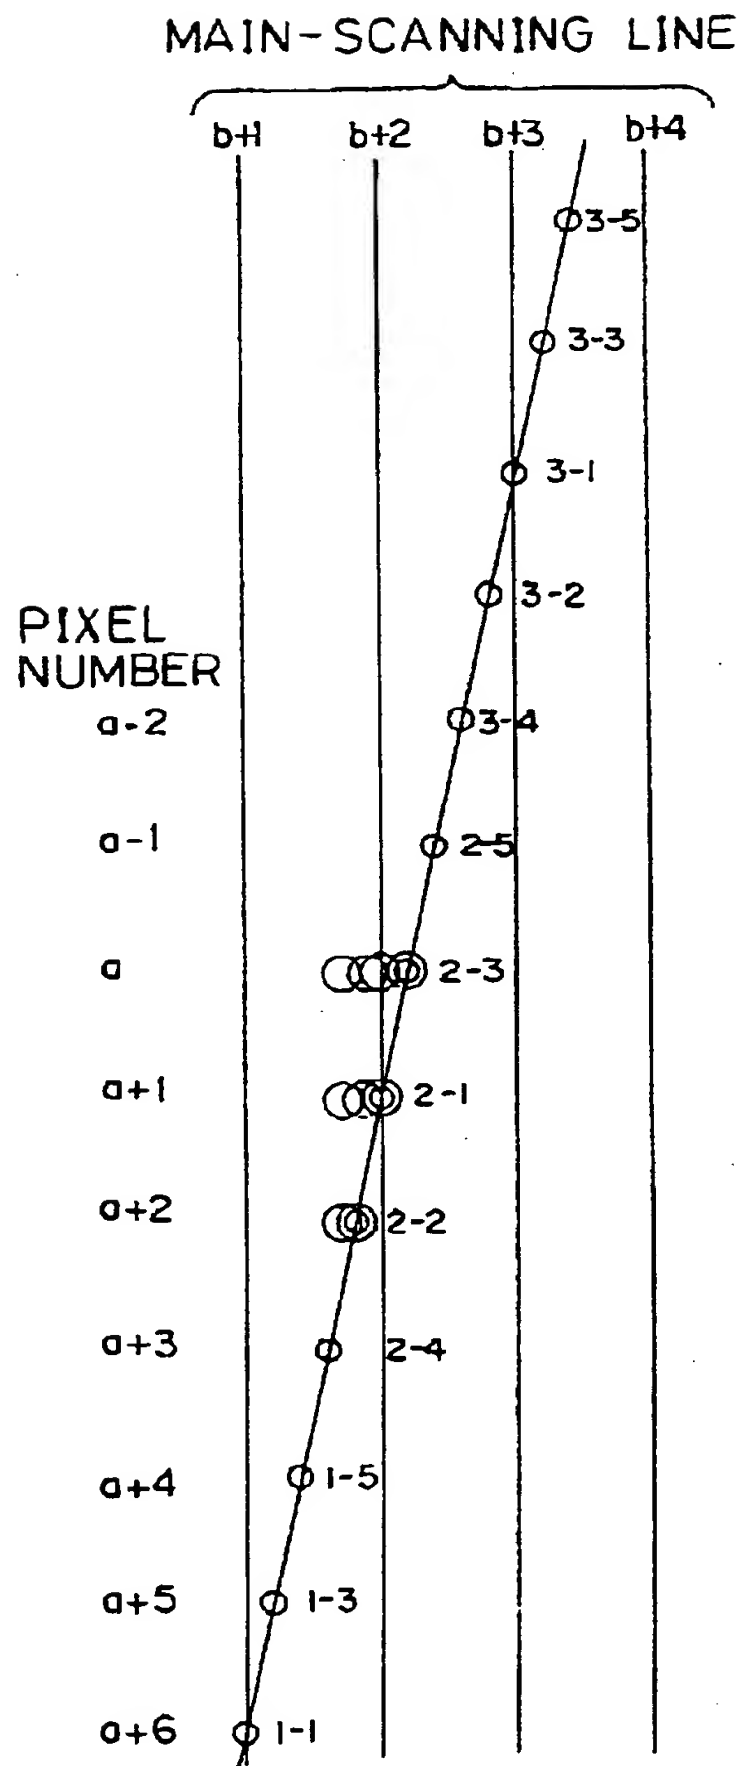 MAIN-SCANNING LINE
b+1 b+2 b+3 b+4
3-5
3-3
3-1
3-2
PIXEL
NUMBER
a-2 3-4
a-1 2-5
a 2-3
a+1 2-1
a+2 2-2
a+3 2-4
a+4 1-5
a+5 1-3
a+6 1-1